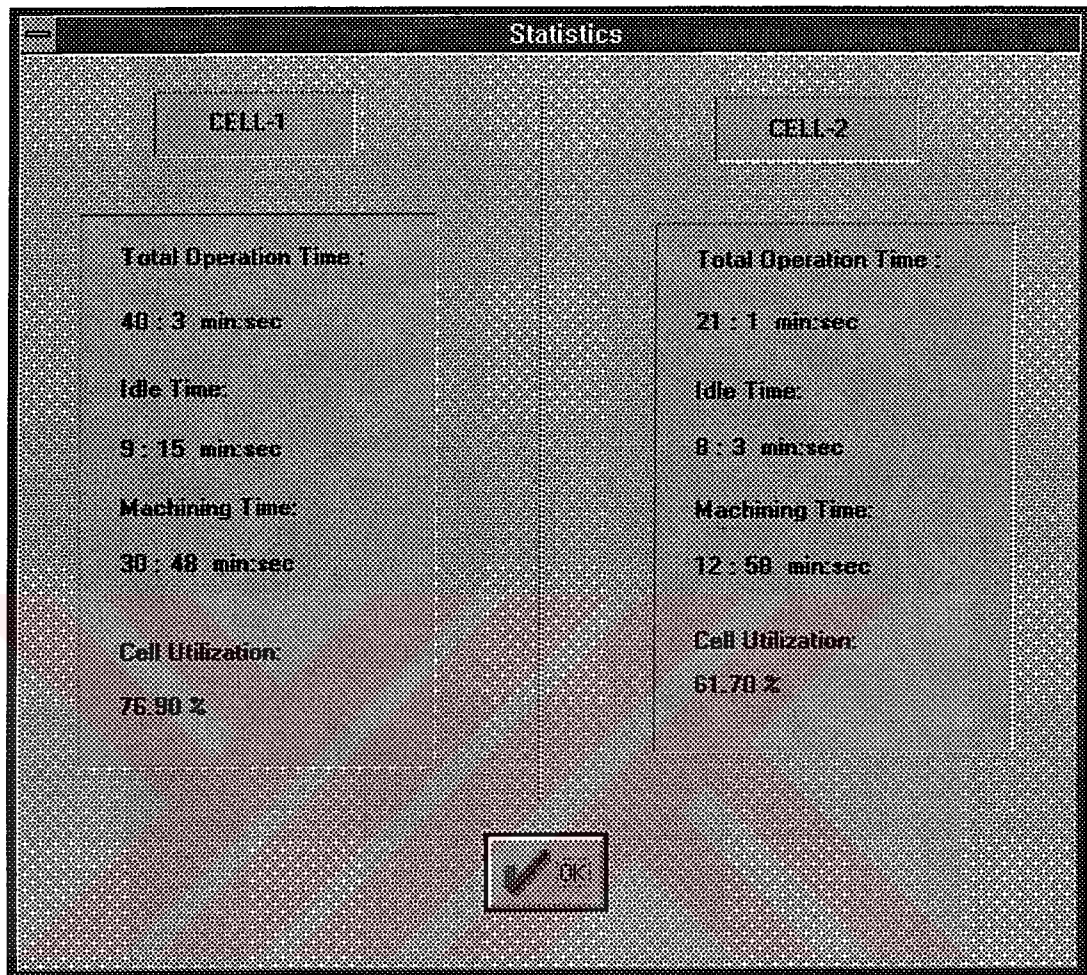 Statistics
CELL-1
Total Operation Time :
40 : 3 min:sec
Idle Time:
9 : 15 min:sec
Machining Time:
30 : 48 min:sec
Cell Utilization:
76.90 %
CELL-2
Total Operation Time :
21 : 1 min:sec
Idle Time:
8 : 3 min:sec
Machining Time:
12 : 58 min:sec
Cell Utilization:
61.70 %
OK